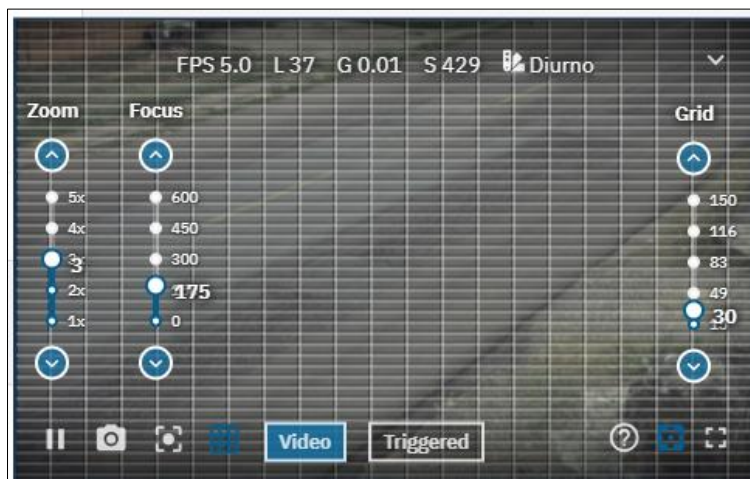 FPS 5.0 L 37 G 0.01 S 429 Diurno
Zoom Focus Grid
5x 600 150
4x 450 116
3 300 83
2x 175 49
1x 0 30
Video Triggered